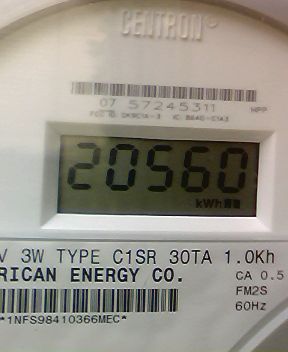 CENTRON®
07 57245311 HPP
20560
kWh
V 3W TYPE C1SR 30TA 1.0Kh
RICAN ENERGY CO. CA 0.5
FM2S
*1NFS98410366MEC* 60Hz